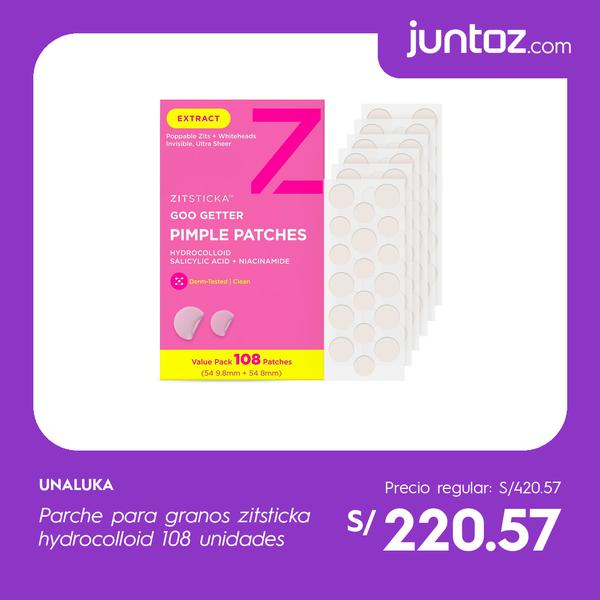 juntoz.com
EXTRACT
Poppable Zits + Whiteheads
Invisible, Ultra Sheer
Z
ZITSTICKA™
GOO GETTER
PIMPLE PATCHES
HYDROCOLLOID
SALICYLIC ACID + NIACINAMIDE
Derm-Tested | Clean
Value Pack 108 Patches
(54 9.8mm + 54 8mm)
UNALUKA
Parche para granos zitsticka
hydrocolloid 108 unidades
Precio regular: S/420.57
S/ 220.57